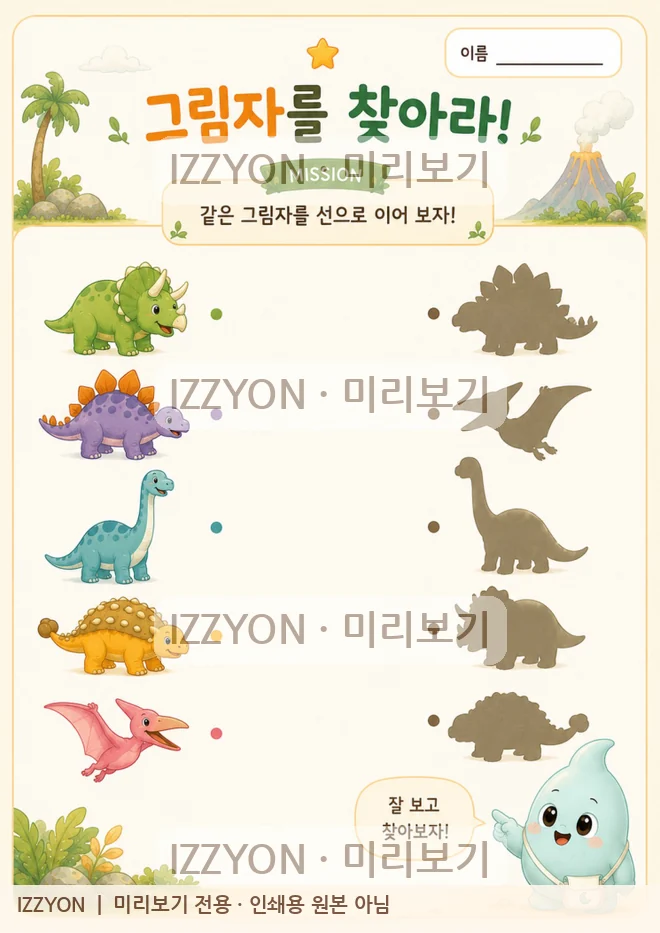 이름
그림자를 찾아라!
IZZYON · 미리보기
MISSION
같은 그림자를 선으로 이어 보자!
IZZYON · 미리보기
IZZYON · 미리보기
잘 보고
찾아보자!
IZZYON · 미리보기
IZZYON | 미리보기 전용 · 인쇄용 원본 아님